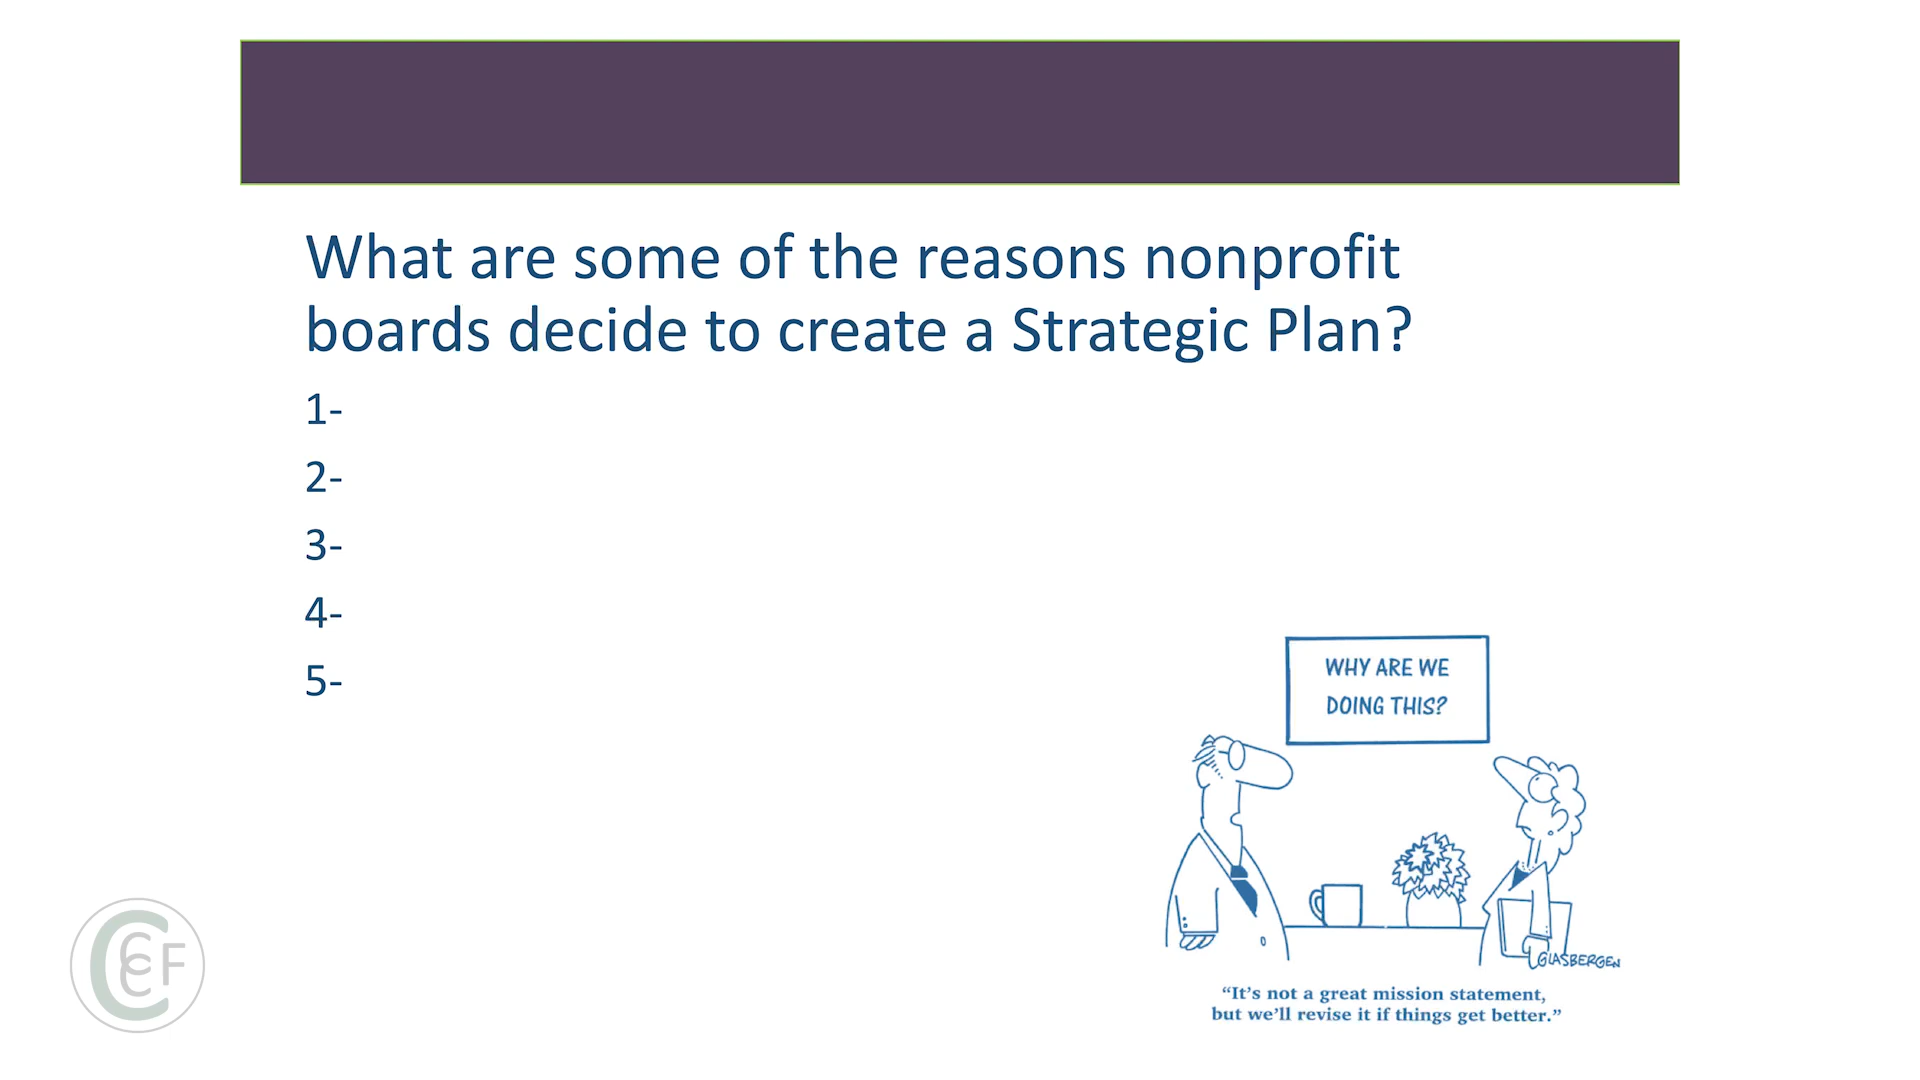 What are some of the reasons nonprofit
boards decide to create a Strategic Plan?
1-
2-
3-
4-
5-
WHY ARE WE
DOING THIS?
GLASBERGEN
“It’s not a great mission statement,
but we’ll revise it if things get better.”
CCCF